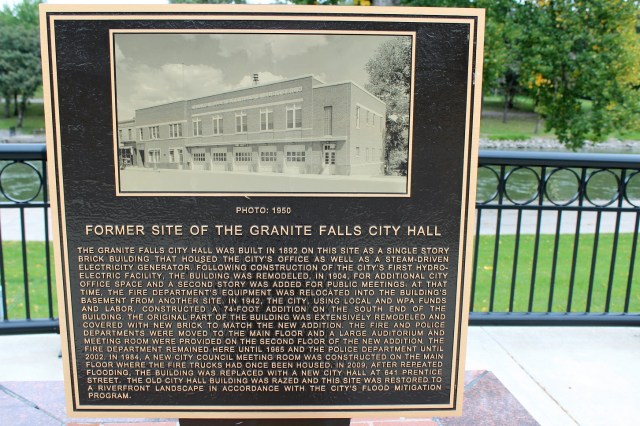 PHOTO: 1950
FORMER SITE OF THE GRANITE FALLS CITY HALL
THE GRANITE FALLS CITY HALL WAS BUILT IN 1892 ON THIS SITE AS A SINGLE STORY
BRICK BUILDING THAT HOUSED THE CITY'S OFFICE AS WELL AS A STEAM-DRIVEN
ELECTRICITY GENERATOR. FOLLOWING CONSTRUCTION OF THE CITY'S FIRST HYDRO-
ELECTRIC FACILITY, THE BUILDING WAS REMODELED, IN 1904, FOR ADDITIONAL CITY
OFFICE SPACE AND A SECOND STORY WAS ADDED FOR PUBLIC MEETINGS. AT THAT
TIME, THE FIRE DEPARTMENT'S EQUIPMENT WAS RELOCATED INTO THE BUILDING'S
BASEMENT FROM ANOTHER SITE. IN 1942, THE CITY, USING LOCAL AND WPA FUNDS
AND LABOR, CONSTRUCTED A 74-FOOT ADDITION ON THE SOUTH END OF THE
BUILDING. THE ORIGINAL PART OF THE BUILDING WAS EXTENSIVELY REMODELED AND
COVERED WITH NEW BRICK TO MATCH THE NEW ADDITION. THE FIRE AND POLICE
DEPARTMENTS WERE MOVED TO THE MAIN FLOOR AND A LARGE AUDITORIUM AND
MEETING ROOM WERE PROVIDED ON THE SECOND FLOOR OF THE NEW ADDITION. THE
FIRE DEPARTMENT REMAINED HERE UNTIL 1965 AND THE POLICE DEPARTMENT UNTIL
2002. IN 1984, A NEW CITY COUNCIL MEETING ROOM WAS CONSTRUCTED ON THE MAIN
FLOOR WHERE THE FIRE TRUCKS HAD ONCE BEEN HOUSED. IN 2009, AFTER REPEATED
FLOODING, THE BUILDING WAS REPLACED WITH A NEW CITY HALL AT 641 PRENTICE
STREET. THE OLD CITY HALL BUILDING WAS RAZED AND THIS SITE WAS RESTORED TO
A RIVERFRONT LANDSCAPE IN ACCORDANCE WITH THE CITY'S FLOOD MITIGATION
PROGRAM.